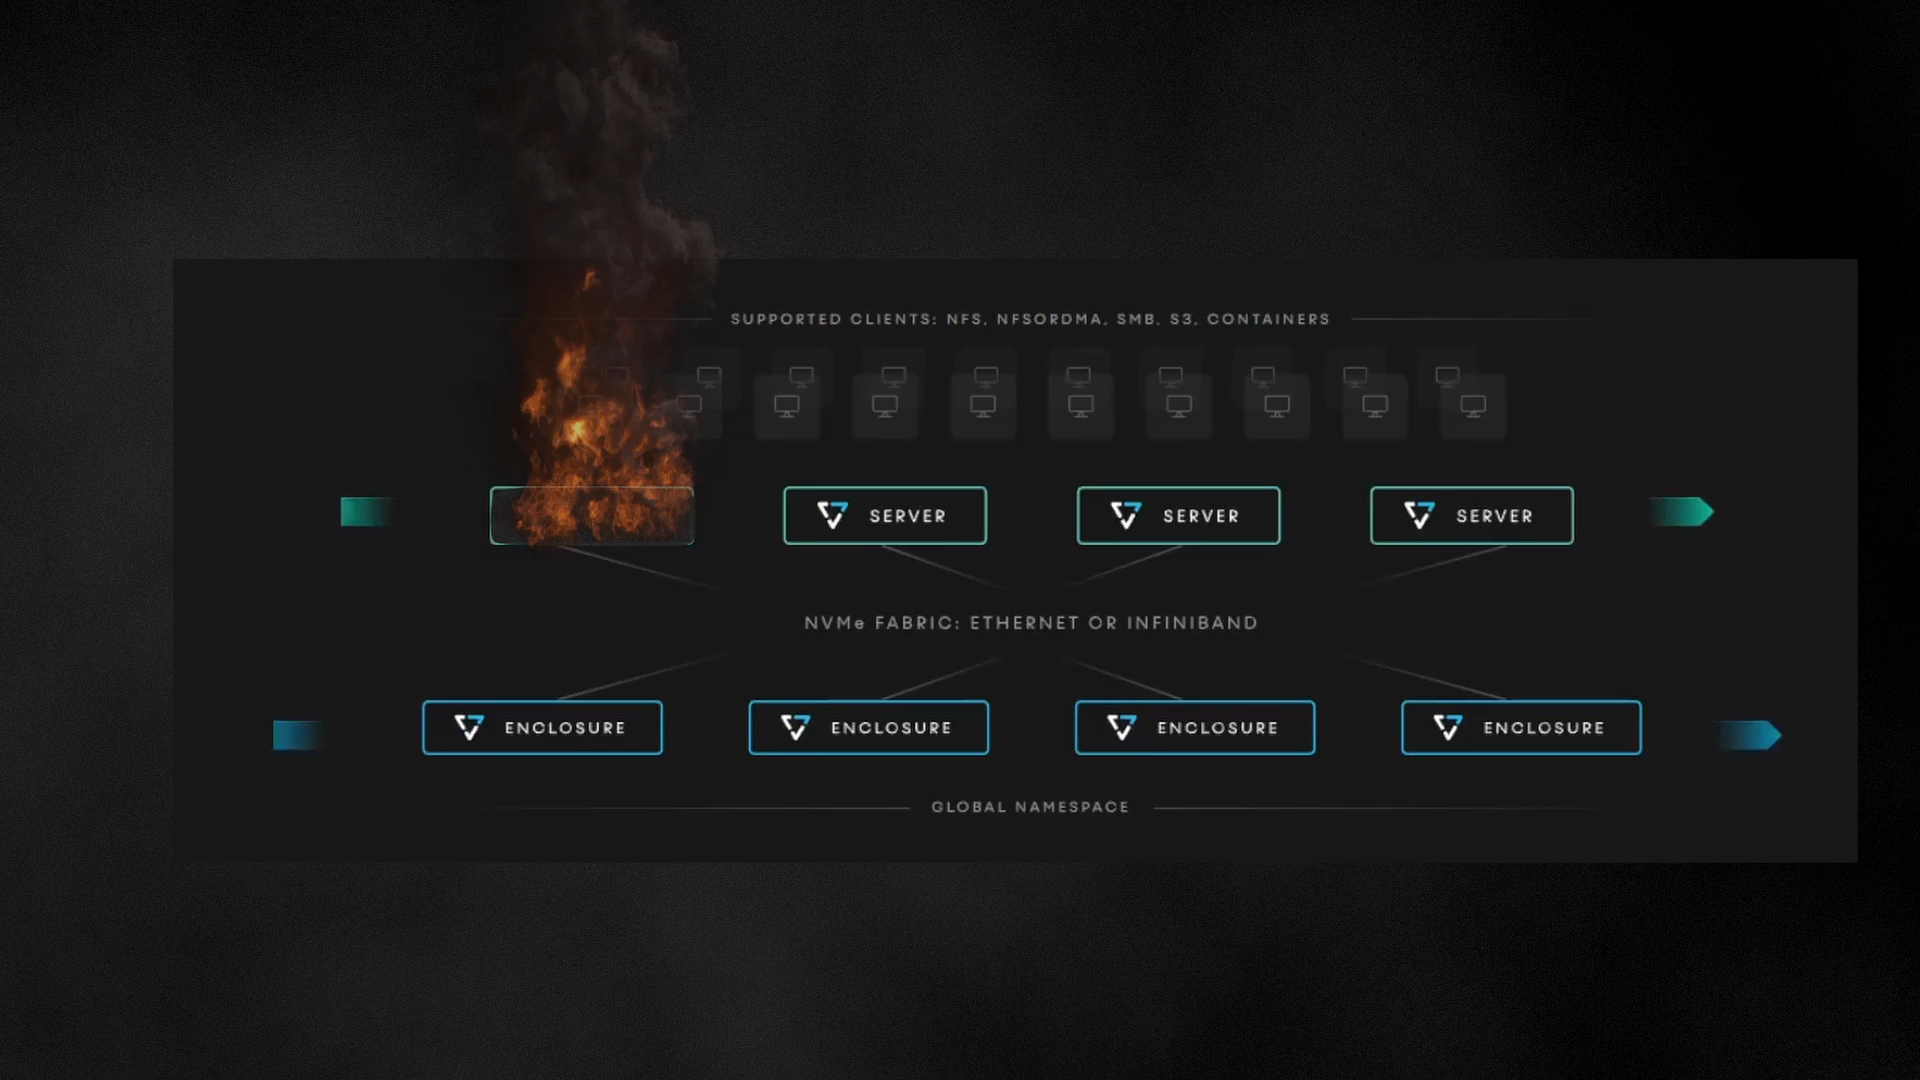 SUPPORTED CLIENTS: NFS, NFSORDMA, SMB, S3, CONTAINERS
SERVER SERVER SERVER
NVMe FABRIC: ETHERNET OR INFINIBAND
ENCLOSURE ENCLOSURE ENCLOSURE ENCLOSURE
GLOBAL NAMESPACE